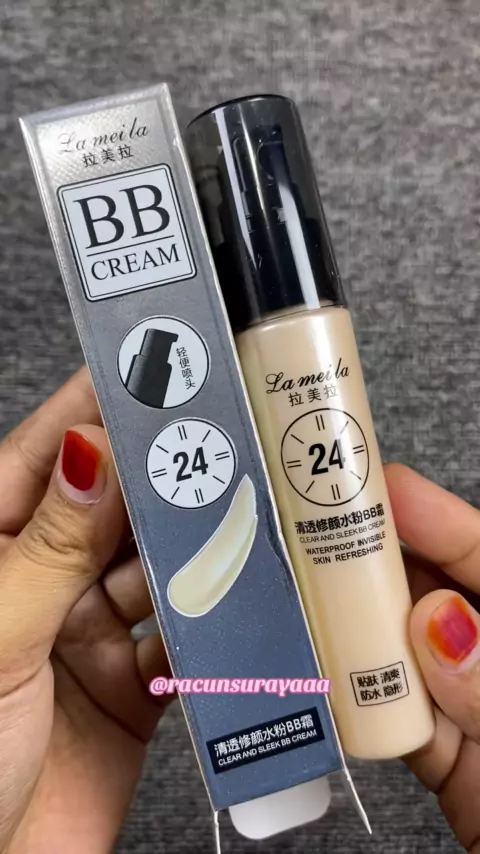 La mei la
拉美拉
BB
CREAM
轻便喷头
24
清透修颜水粉BB霜
CLEAR AND SLEEK BB CREAM
La mei la
拉美拉
24
清透修颜水粉BB霜
CLEAR AND SLEEK BB CREAM
WATERPROOF INVISIBLE
SKIN REFRESHING
贴肤 清爽
防水 隐形
@racunsurayaaa